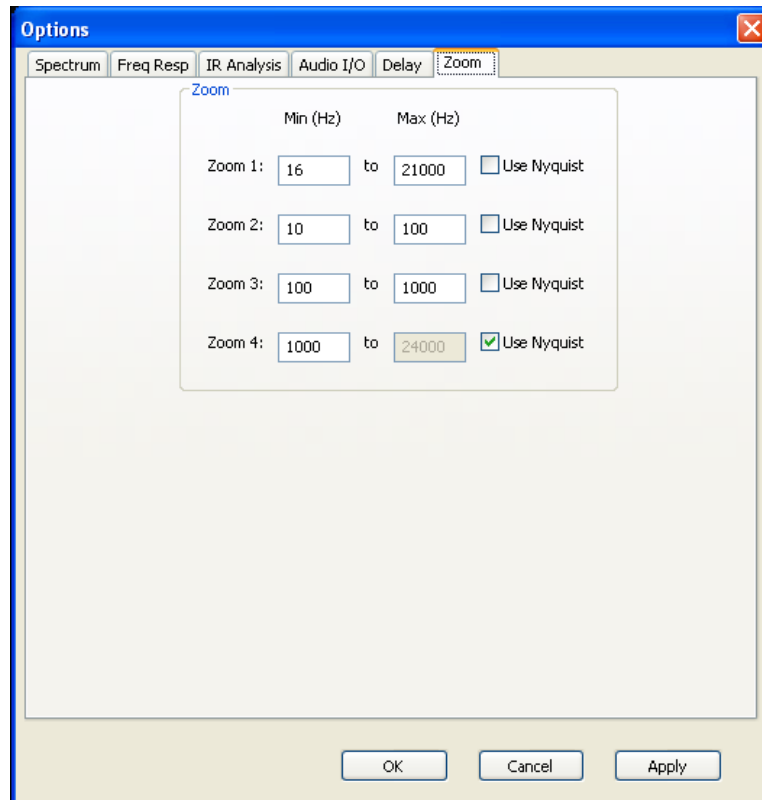 Options
Spectrum Freq Resp IR Analysis Audio I/O Delay Zoom
Zoom
Min (Hz) Max (Hz)
Zoom 1: 16 to 21000 Use Nyquist
Zoom 2: 10 to 100 Use Nyquist
Zoom 3: 100 to 1000 Use Nyquist
Zoom 4: 1000 to 24000 Use Nyquist
OK Cancel Apply